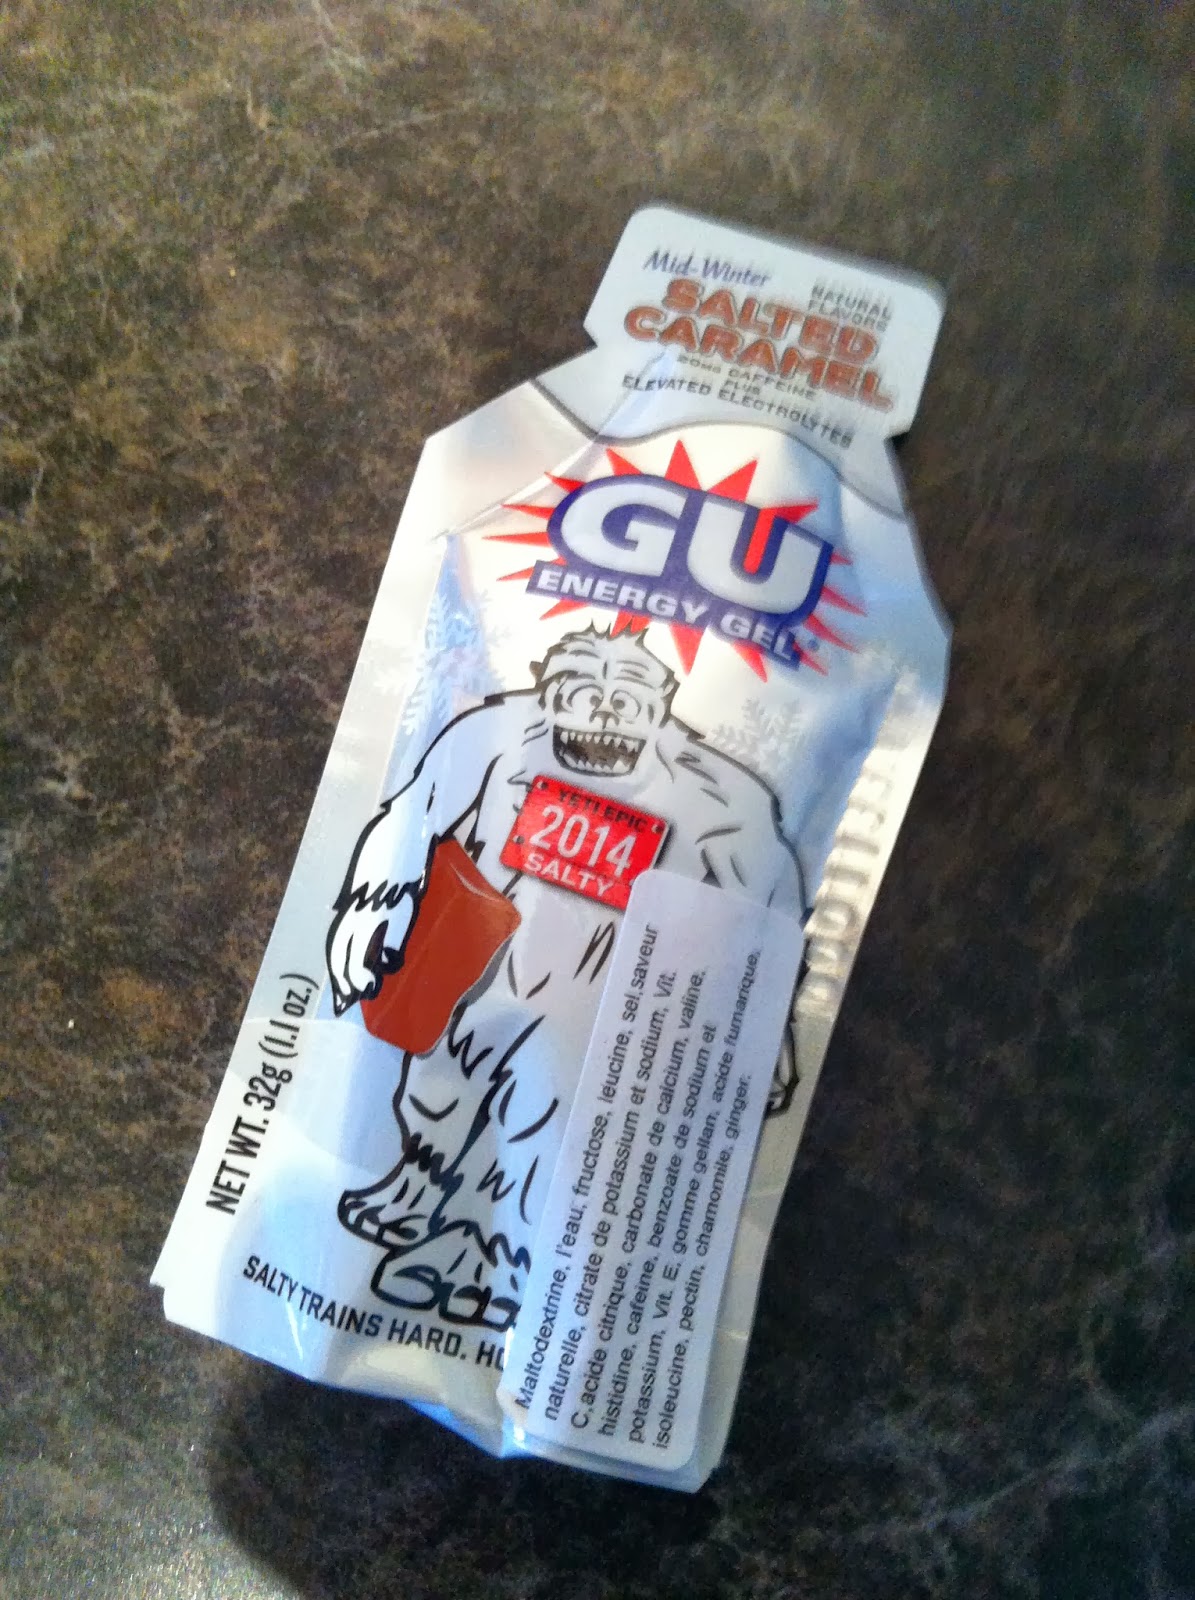 Mid-Winter
NATURAL
FLAVORS
SALTED
CARAMEL
20MG CAFFEINE
PLUS
ELEVATED ELECTROLYTES
GU
ENERGY GEL
YETI EPIC
2014
SALTY
NET WT. 32g (1.1 oz.)
SALTY TRAINS HARD. HO
Maltodextrine, l'eau, fructose, leucine, sel, saveur
naturelle, citrate de potassium et sodium, Vit.
C, acide citrique, carbonate de calcium, valine,
histidine, cafeine, benzoate de sodium et
potassium, Vit. E, gomme gellan, acide fumarique,
isoleucine, pectin, chamomile, ginger.